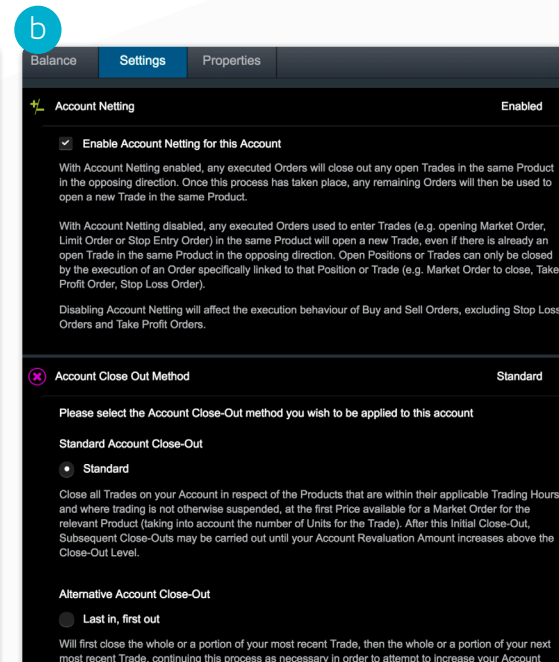 b
Balance Settings Properties
Account Netting Enabled
Enable Account Netting for this Account
With Account Netting enabled, any executed Orders will close out any open Trades in the same Product
in the opposing direction. Once this process has taken place, any remaining Orders will then be used to
open a new Trade in the same Product.
With Account Netting disabled, any executed Orders used to enter Trades (e.g. opening Market Order,
Limit Order or Stop Entry Order) in the same Product will open a new Trade, even if there is already an
open Trade in the same Product in the opposing direction. Open Positions or Trades can only be closed
by the execution of an Order specifically linked to that Position or Trade (e.g. Market Order to close, Take
Profit Order, Stop Loss Order).
Disabling Account Netting will affect the execution behaviour of Buy and Sell Orders, excluding Stop Loss
Orders and Take Profit Orders.
Account Close Out Method Standard
Please select the Account Close-Out method you wish to be applied to this account
Standard Account Close-Out
Standard
Close all Trades on your Account in respect of the Products that are within their applicable Trading Hours
and where trading is not otherwise suspended, at the first Price available for a Market Order for the
relevant Product (taking into account the number of Units for the Trade). After this Initial Close-Out,
Subsequent Close-Outs may be carried out until your Account Revaluation Amount increases above the
Close-Out Level.
Alternative Account Close-Out
Last in, first out
Will first close the whole or a portion of your most recent Trade, then the whole or a portion of your next
most recent Trade, continuing this process as necessary in order to attempt to increase your Account